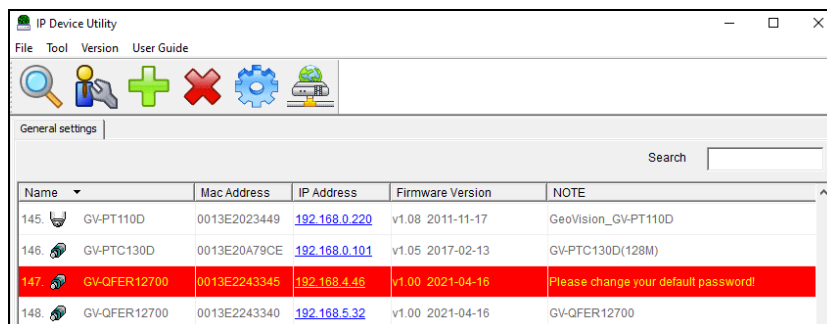 IP Device Utility
File Tool Version User Guide
General settings
Search
Name Mac Address IP Address Firmware Version NOTE
145. GV-PT110D 0013E2023449 192.168.0.220 v1.08 2011-11-17 GeoVision_GV-PT110D
146. GV-PTC130D 0013E20A79CE 192.168.0.101 v1.05 2017-02-13 GV-PTC130D(128M)
147. GV-QFER12700 0013E2243345 192.168.4.46 v1.00 2021-04-16 Please change your default password!
148. GV-QFER12700 0013E2243340 192.168.5.32 v1.00 2021-04-16 GV-QFER12700